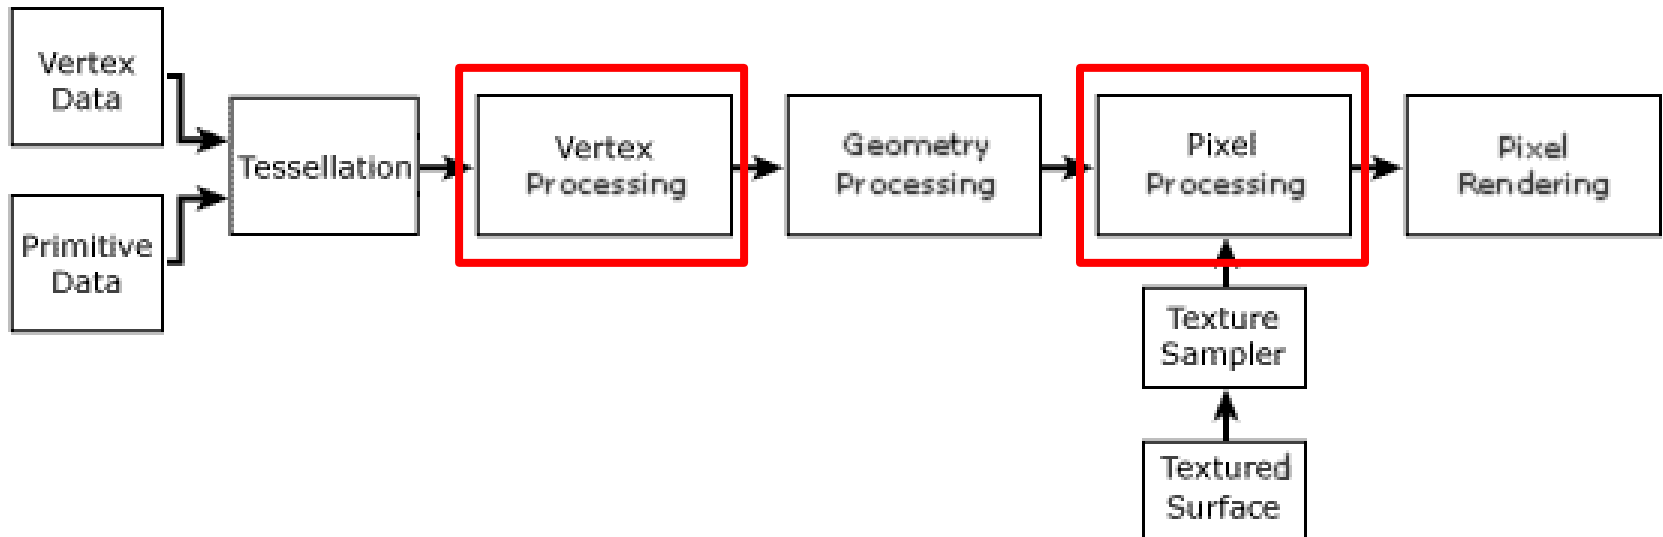 Vertex
Data
Primitive
Data
Tessellation
Vertex
Processing
Geometry
Processing
Pixel
Processing
Pixel
Rendering
Texture
Sampler
Textured
Surface